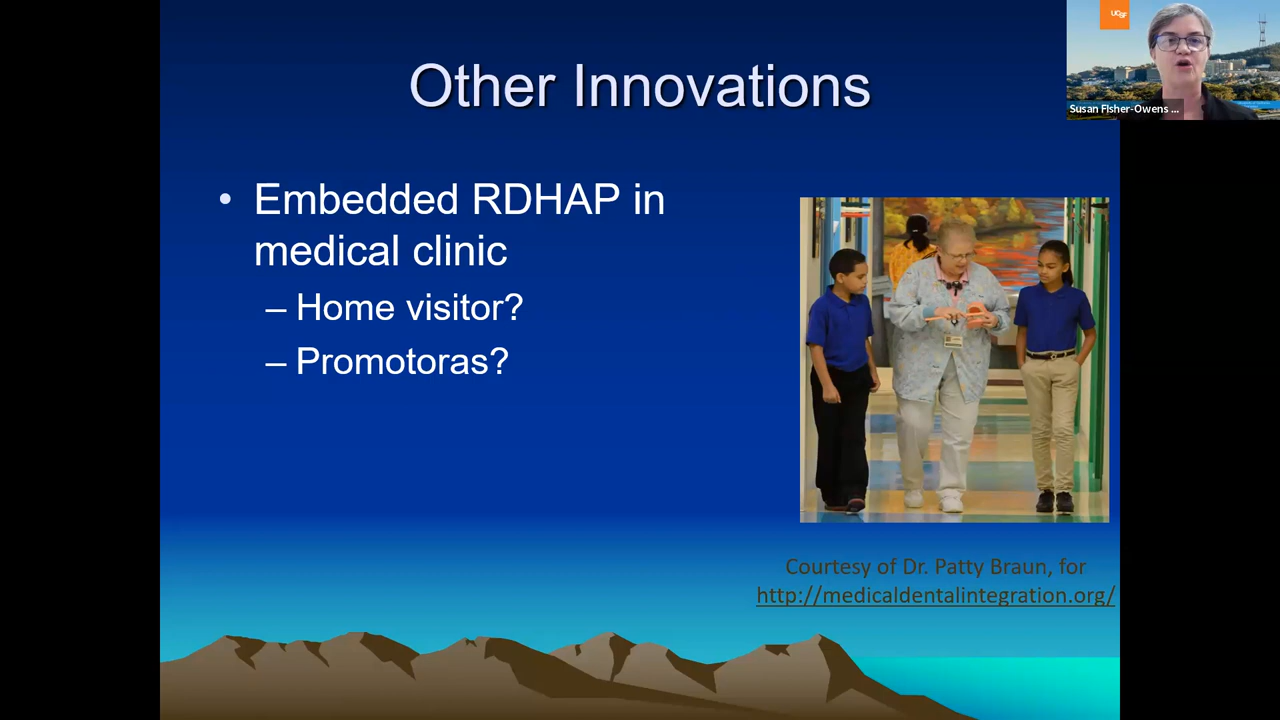 Other Innovations
UCSF
Susan Fisher-Owens ...
• Embedded RDHAP in
medical clinic
– Home visitor?
– Promotoras?
Courtesy of Dr. Patty Braun, for
http://medicaldentalintegration.org/